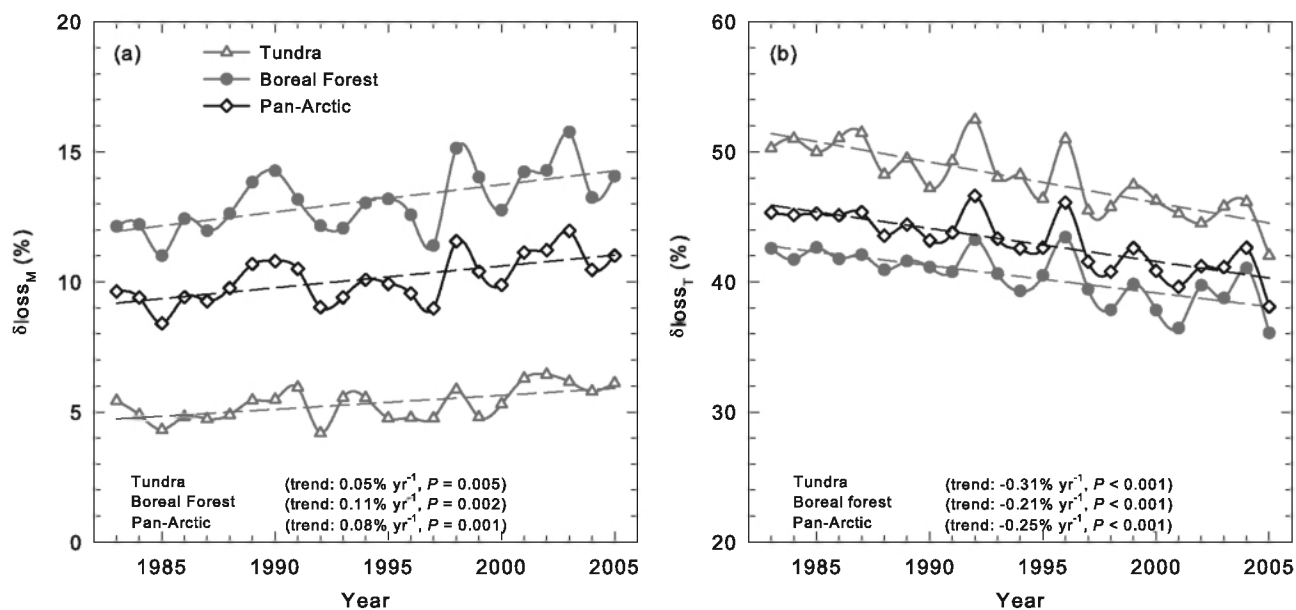 (a)
Tundra
Boreal Forest
Pan-Arctic
δloss_M (%)
20
15
10
5
0
Tundra (trend: 0.05% yr⁻¹, P = 0.005)
Boreal Forest (trend: 0.11% yr⁻¹, P = 0.002)
Pan-Arctic (trend: 0.08% yr⁻¹, P = 0.001)
1985 1990 1995 2000 2005
Year
(b)
δloss_T (%)
60
50
40
30
20
Tundra (trend: -0.31% yr⁻¹, P < 0.001)
Boreal forest (trend: -0.21% yr⁻¹, P < 0.001)
Pan-Arctic (trend: -0.25% yr⁻¹, P < 0.001)
1985 1990 1995 2000 2005
Year